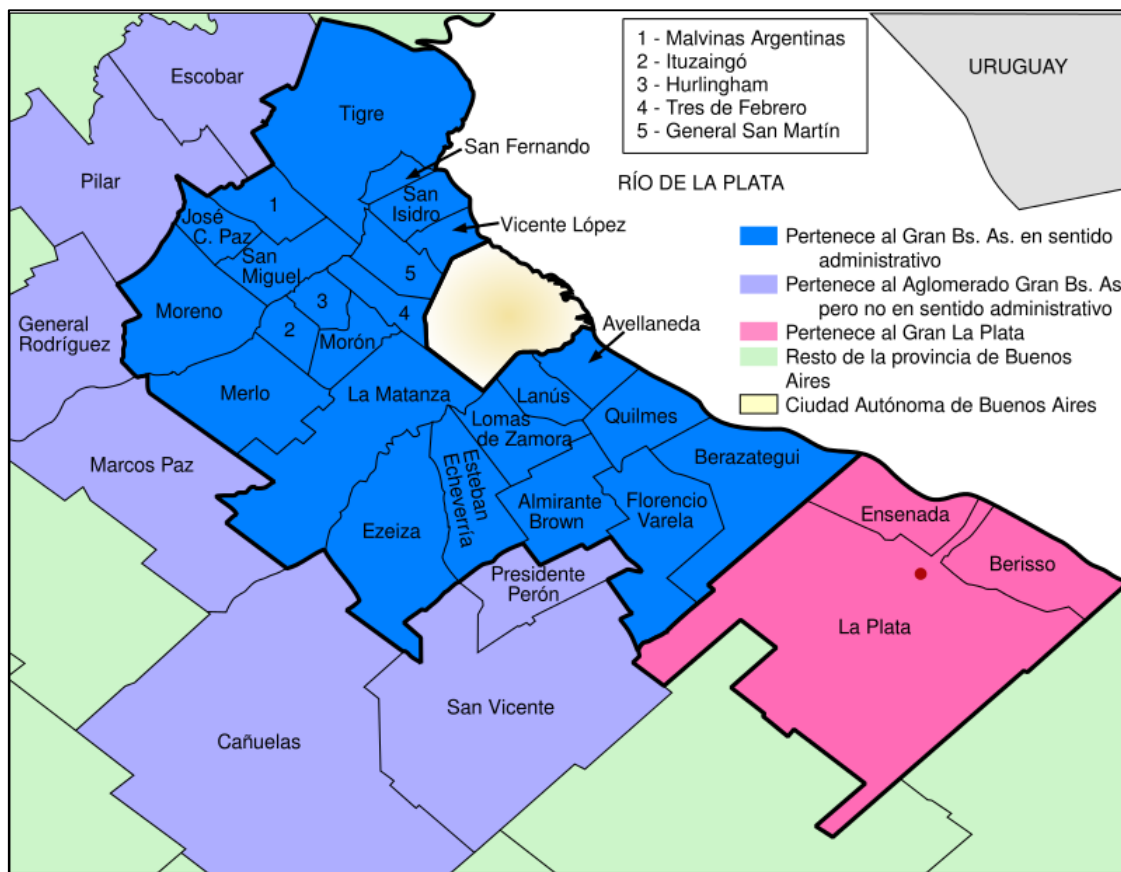 1 - Malvinas Argentinas
2 - Ituzaingó
3 - Hurlingham
4 - Tres de Febrero
5 - General San Martín
URUGUAY
Escobar
Tigre
San Fernando
Pilar
RÍO DE LA PLATA
San
Isidro
1
José
C. Paz
Vicente López
San
Miguel
5
Pertenece al Gran Bs. As. en sentido
administrativo
Pertenece al Aglomerado Gran Bs. As
pero no en sentido administrativo
Pertenece al Gran La Plata
Resto de la provincia de Buenos
Aires
Ciudad Autónoma de Buenos Aires
General
Rodríguez
Moreno
3
2
4
Morón
Avellaneda
Merlo
La Matanza
Lanús
Lomas
de Zamora
Quilmes
Marcos Paz
Berazategui
Esteban
Echeverría
Ezeiza
Almirante
Brown
Florencio
Varela
Ensenada
Berisso
Presidente
Perón
La Plata
San Vicente
Cañuelas